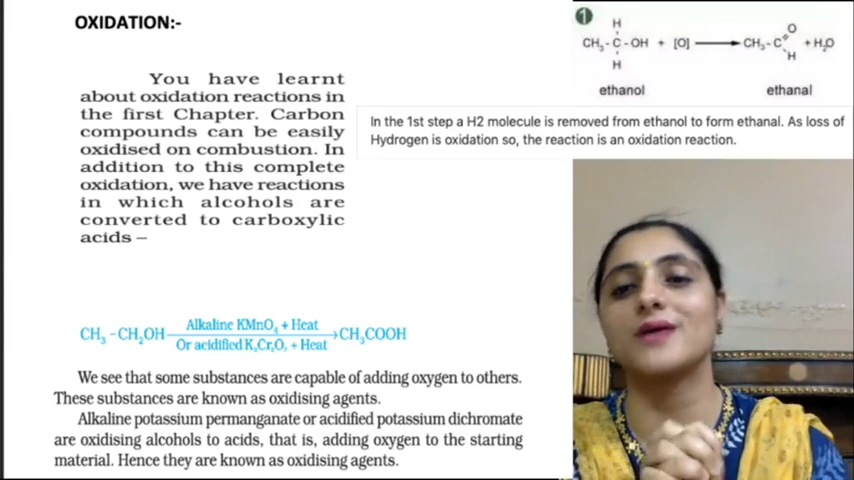 OXIDATION:-
You have learnt
about oxidation reactions in
the first Chapter. Carbon
compounds can be easily
oxidised on combustion. In
addition to this complete
oxidation, we have reactions
in which alcohols are
converted to carboxylic
acids –
Alkaline KMnO₄ + Heat
CH₃ - CH₂OH → CH₃COOH
Or acidified K₂Cr₂O₇ + Heat
We see that some substances are capable of adding oxygen to others.
These substances are known as oxidising agents.
Alkaline potassium permanganate or acidified potassium dichromate
are oxidising alcohols to acids, that is, adding oxygen to the starting
material. Hence they are known as oxidising agents.
1
H
O
CH₃ - C - OH + [O] → CH₃ - C + H₂O
H
H
ethanol ethanal
In the 1st step a H2 molecule is removed from ethanol to form ethanal. As loss of
Hydrogen is oxidation so, the reaction is an oxidation reaction.